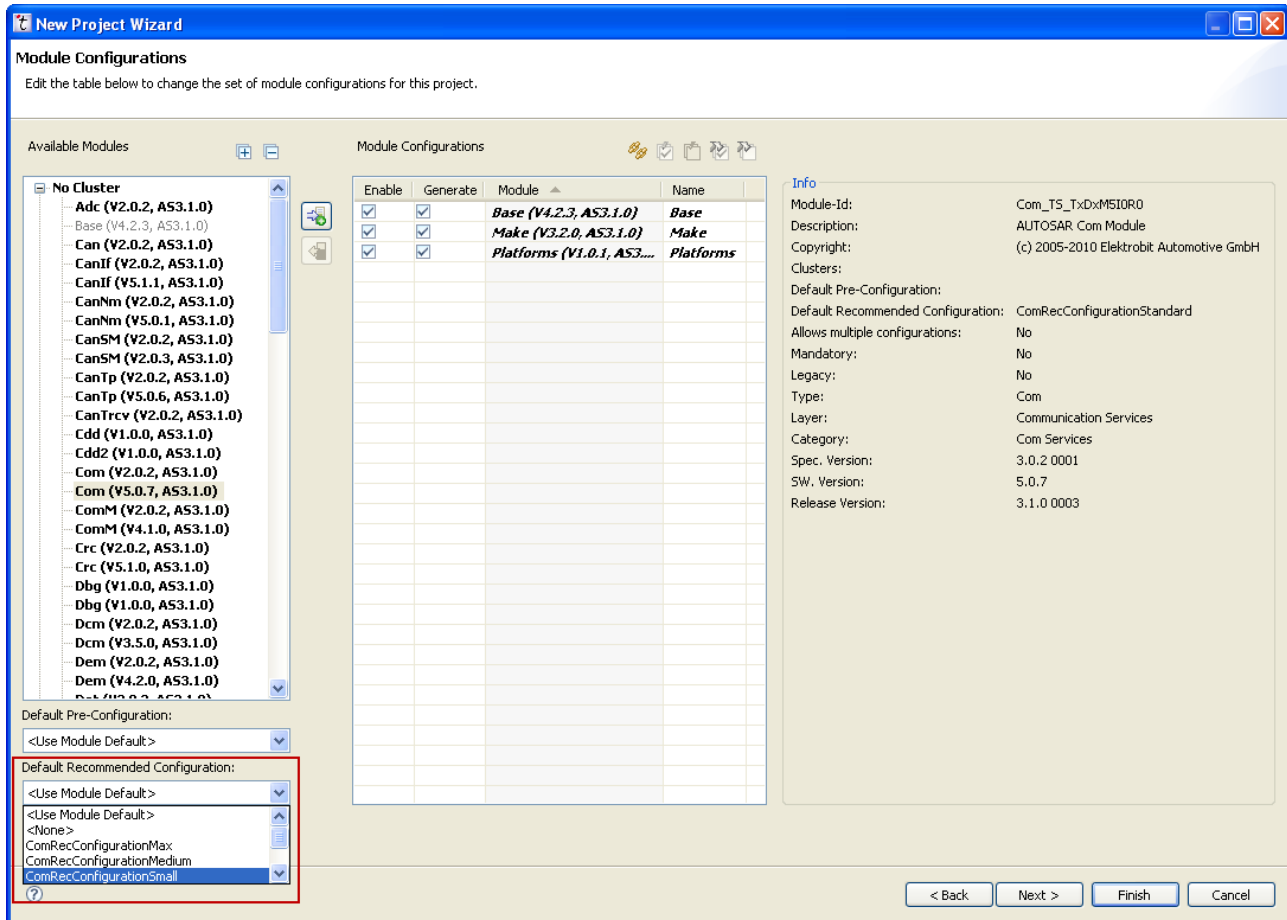 New Project Wizard
Module Configurations
Edit the table below to change the set of module configurations for this project.
Available Modules
No Cluster
Adc (V2.0.2, AS3.1.0)
Base (V4.2.3, AS3.1.0)
Can (V2.0.2, AS3.1.0)
CanIf (V2.0.2, AS3.1.0)
CanIf (V5.1.1, AS3.1.0)
CanNm (V2.0.2, AS3.1.0)
CanNm (V5.0.1, AS3.1.0)
CanSM (V2.0.2, AS3.1.0)
CanSM (V2.0.3, AS3.1.0)
CanTp (V2.0.2, AS3.1.0)
CanTp (V5.0.6, AS3.1.0)
CanTrcv (V2.0.2, AS3.1.0)
Cdd (V1.0.0, AS3.1.0)
Cdd2 (V1.0.0, AS3.1.0)
Com (V2.0.2, AS3.1.0)
Com (V5.0.7, AS3.1.0)
ComM (V2.0.2, AS3.1.0)
ComM (V4.1.0, AS3.1.0)
Crc (V2.0.2, AS3.1.0)
Crc (V5.1.0, AS3.1.0)
Dbg (V1.0.0, AS3.1.0)
Dbg (V1.0.0, AS3.1.0)
Dcm (V2.0.2, AS3.1.0)
Dcm (V3.5.0, AS3.1.0)
Dem (V2.0.2, AS3.1.0)
Dem (V4.2.0, AS3.1.0)
Default Pre-Configuration:
<Use Module Default>
Default Recommended Configuration:
<Use Module Default>
<Use Module Default>
<None>
ComRecConfigurationMax
ComRecConfigurationMedium
ComRecConfigurationSmall
Module Configurations
Enable Generate Module Name
Base (V4.2.3, AS3.1.0) Base
Make (V3.2.0, AS3.1.0) Make
Platforms (V1.0.1, AS3.... Platforms
Info
Module-Id: Com_TS_TxDxM5I0R0
Description: AUTOSAR Com Module
Copyright: (c) 2005-2010 Elektrobit Automotive GmbH
Clusters:
Default Pre-Configuration:
Default Recommended Configuration: ComRecConfigurationStandard
Allows multiple configurations: No
Mandatory: No
Legacy: No
Type: Com
Layer: Communication Services
Category: Com Services
Spec. Version: 3.0.2 0001
SW. Version: 5.0.7
Release Version: 3.1.0 0003
?
< Back Next > Finish Cancel